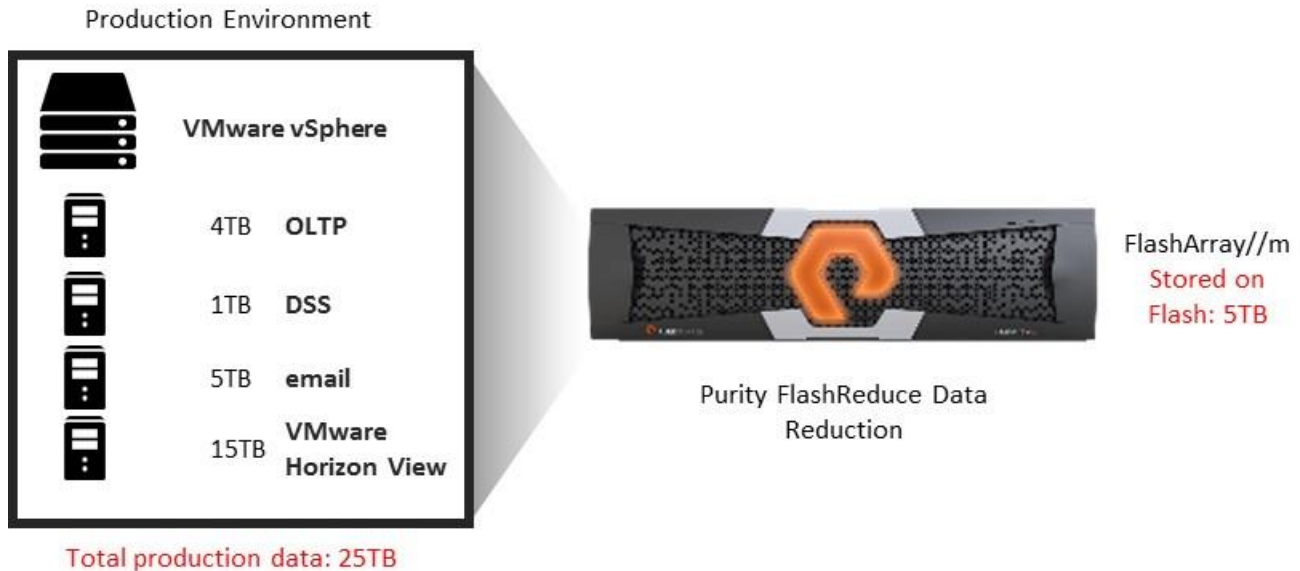 Production Environment
VMware vSphere
4TB OLTP
1TB DSS
5TB email
15TB VMware
Horizon View
Total production data: 25TB
FlashArray//m
Stored on
Flash: 5TB
Purity FlashReduce Data
Reduction